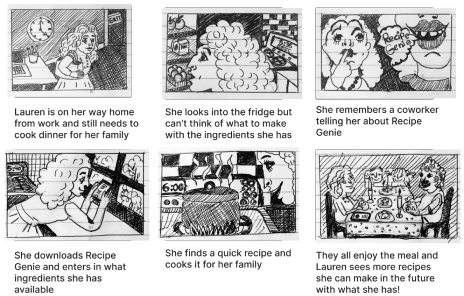 EXIT
Recipe
Genie
Lauren is on her way home
from work and still needs to
cook dinner for her family
She looks into the fridge but
can't think of what to make
with the ingredients she has
She remembers a coworker
telling her about Recipe
Genie
6:00
She downloads Recipe
Genie and enters in what
ingredients she has
available
She finds a quick recipe and
cooks it for her family
They all enjoy the meal and
Lauren sees more recipes
she can make in the future
with what she has!